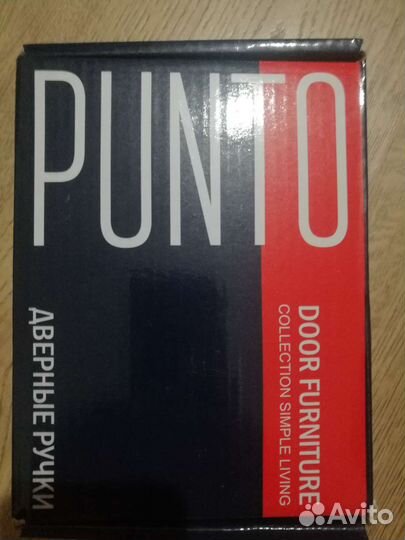 PUNTO
ДВЕРНЫЕ РУЧКИ
DOOR FURNITURE
COLLECTION SIMPLE LIVING
Avito